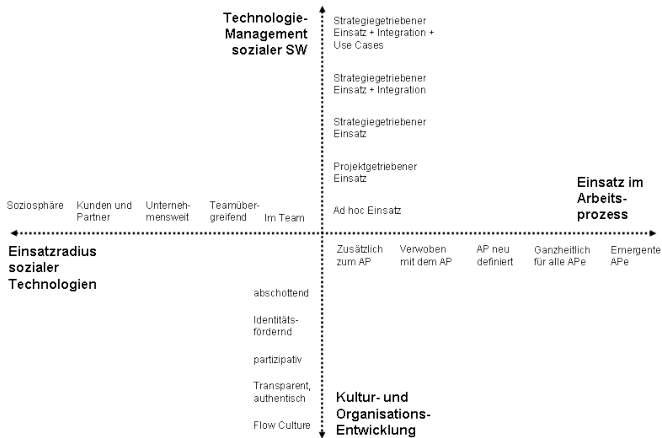 Technologie-
Management
sozialer SW
Strategiegetriebener
Einsatz + Integration +
Use Cases
Strategiegetriebener
Einsatz + Integration
Strategiegetriebener
Einsatz
Projektgetriebener
Einsatz
Ad hoc Einsatz
Einsatz im
Arbeits-
prozess
Soziosphäre
Kunden und
Partner
Unterneh-
mensweit
Teamüber-
greifend
Im Team
Einsatzradius
sozialer
Technologien
Zusätzlich
zum AP
Verwoben
mit dem AP
AP neu
definiert
Ganzheitlich
für alle APe
Emergente
APe
abschottend
Identitäts-
fördernd
partizipativ
Transparent,
authentisch
Flow Culture
Kultur- und
Organisations-
Entwicklung